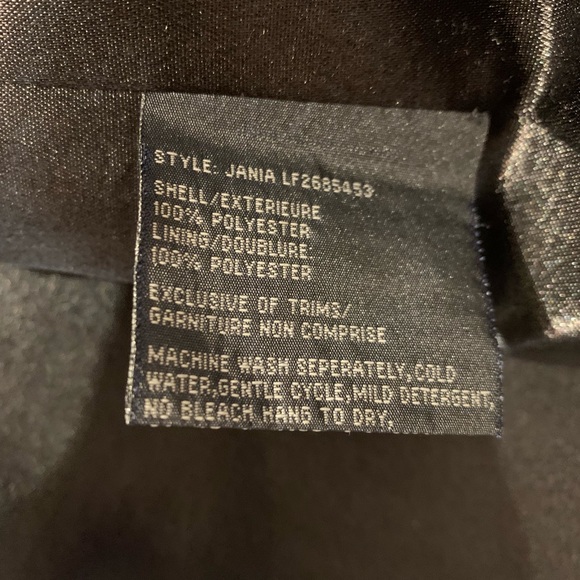 STYLE: JANIA LF2685453
SHELL/EXTERIEURE
100% POLYESTER
LINING/DOUBLURE
100% POLYESTER
EXCLUSIVE OF TRIMS/
GARNITURE NON COMPRISE
MACHINE WASH SEPERATELY,COLD
WATER,GENTLE CYCLE,MILD DETERGENT,
NO BLEACH HANG TO DRY.